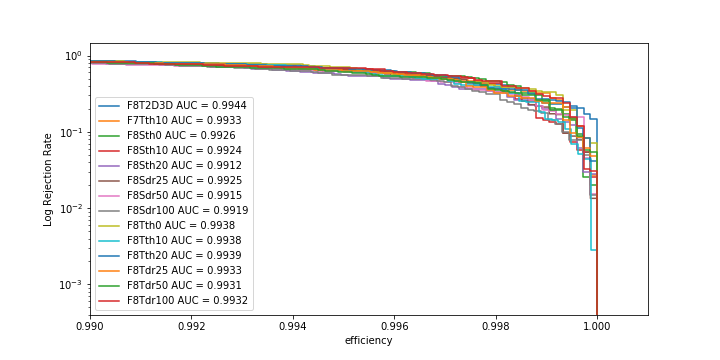 10⁰
10⁻¹
10⁻²
10⁻³
Log Rejection Rate
F8T2D3D AUC = 0.9944
F7Tth10 AUC = 0.9933
F8Sth0 AUC = 0.9926
F8Sth10 AUC = 0.9924
F8Sth20 AUC = 0.9912
F8Sdr25 AUC = 0.9925
F8Sdr50 AUC = 0.9915
F8Sdr100 AUC = 0.9919
F8Tth0 AUC = 0.9938
F8Tth10 AUC = 0.9938
F8Tth20 AUC = 0.9939
F8Tdr25 AUC = 0.9933
F8Tdr50 AUC = 0.9931
F8Tdr100 AUC = 0.9932
0.990 0.992 0.994 0.996 0.998 1.000
efficiency